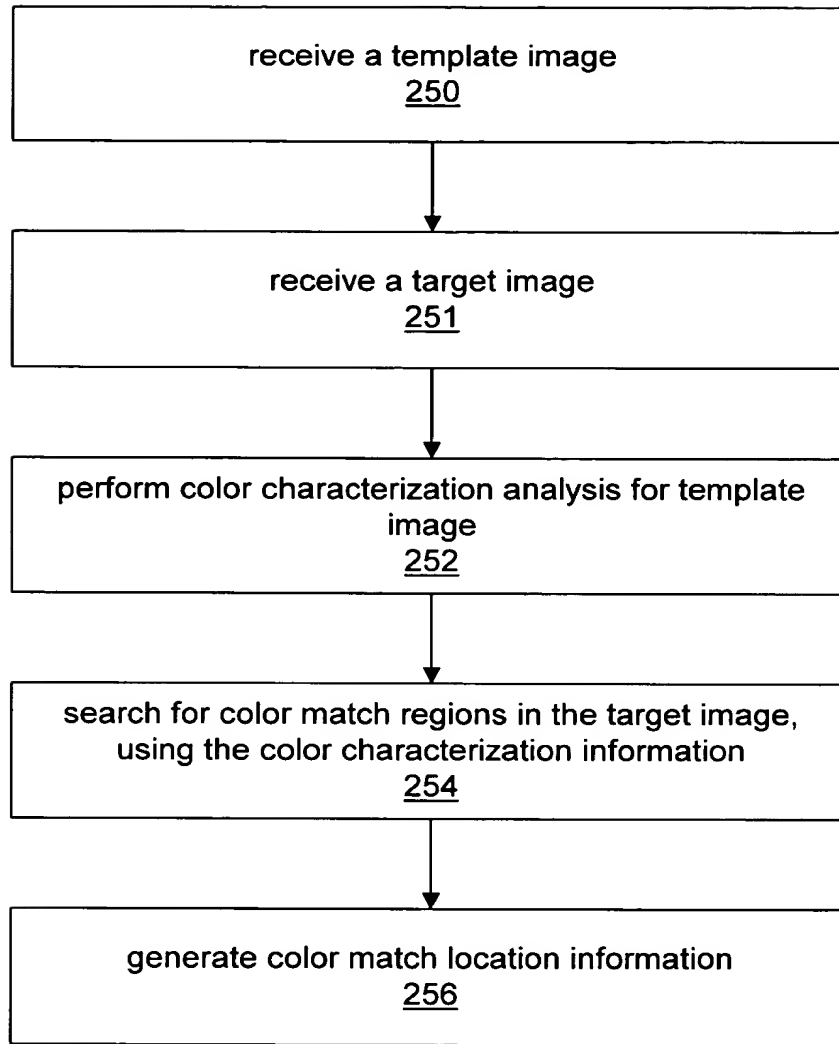 receive a template image
250
receive a target image
251
perform color characterization analysis for template
image
252
search for color match regions in the target image,
using the color characterization information
254
generate color match location information
256